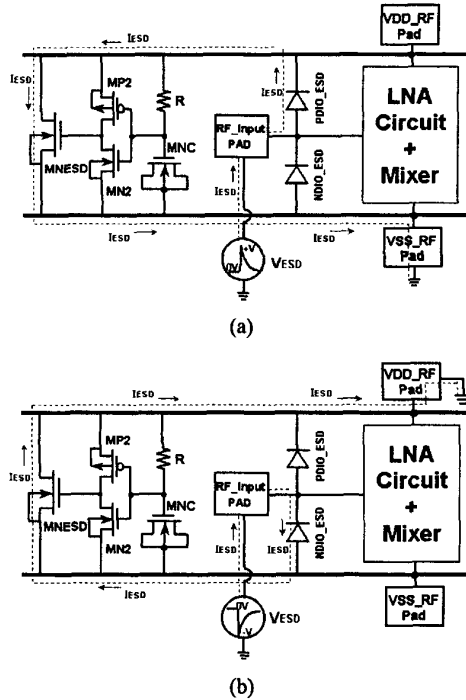 VDD_RF
Pad
IESD
IESD
MP2
R
IESD
PDIO_ESD
LNA
Circuit
+
Mixer
RF_Input
PAD
MNC
MNESD
MN2
IESD
NDIO_ESD
IESD
IESD
VSS_RF
Pad
+V
0V
VESD
(a)
VDD_RF
Pad
IESD
IESD
MP2
R
IESD
PDIO_ESD
LNA
Circuit
+
Mixer
RF_Input
PAD
MNC
MNESD
MN2
IESD
IESD
NDIO_ESD
IESD
VSS_RF
Pad
0V
-V
VESD
(b)